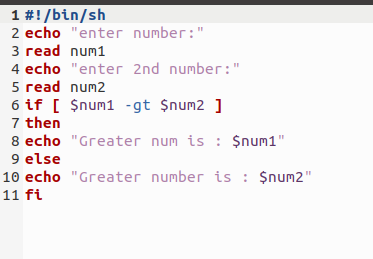 1 #!/bin/sh
2 echo "enter number:"
3 read num1
4 echo "enter 2nd number:"
5 read num2
6 if [ $num1 -gt $num2 ]
7 then
8 echo "Greater num is : $num1"
9 else
10 echo "Greater number is : $num2"
11 fi